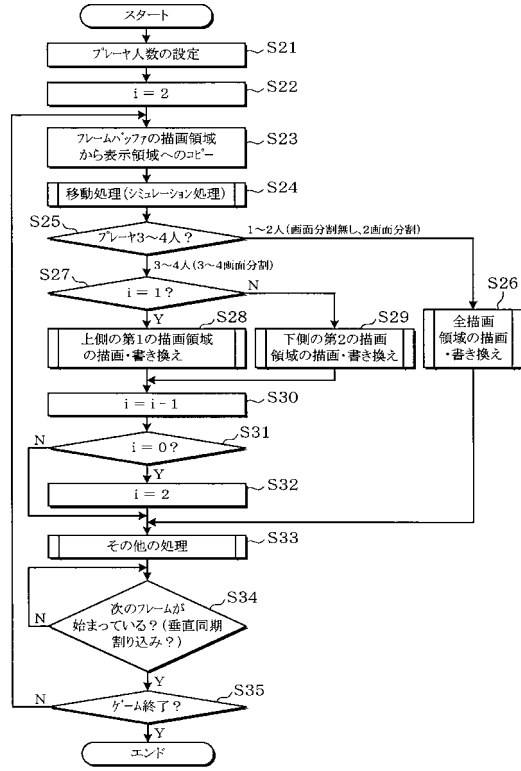 スタート
プレーヤ人数の設定
S21
i = 2
S22
フレームバッファの描画領域
から表示領域へのコピー
S23
移動処理(シミュレーション処理)
S24
S25
プレーヤ3～4人?
1～2人(画面分割無し、2画面分割)
3～4人(3～4画面分割)
S27
i = 1?
N
Y
S28
上側の第1の描画領域
の描画・書き換え
S29
下側の第2の描画
領域の描画・書き換え
S26
全描画
領域の描画
・書き換え
i = i-1
S30
N
i = 0?
S31
Y
i = 2
S32
その他の処理
S33
S34
次のフレームが
始まっている?(垂直同期
割り込み?)
N
Y
N
ゲーム終了?
S35
Y
エンド